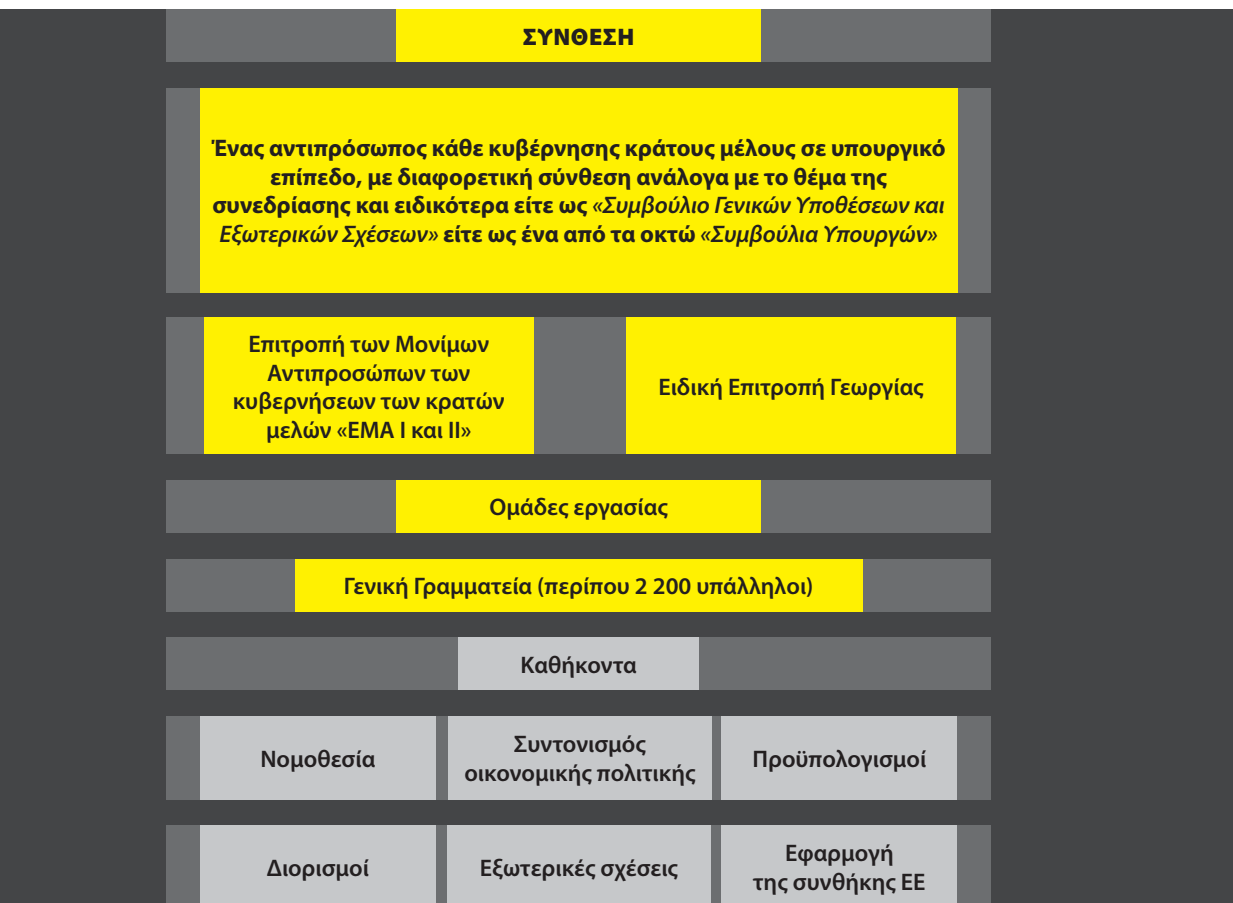 ΣΥΝΘΕΣΗ
Ένας αντιπρόσωπος κάθε κυβέρνησης κράτους μέλους σε υπουργικό
επίπεδο, με διαφορετική σύνθεση ανάλογα με το θέμα της
συνεδρίασης και ειδικότερα είτε ως «Συμβούλιο Γενικών Υποθέσεων και
Εξωτερικών Σχέσεων» είτε ως ένα από τα οκτώ «Συμβούλια Υπουργών»
Επιτροπή των Μονίμων
Αντιπροσώπων των
κυβερνήσεων των κρατών
μελών «ΕΜΑ Ι και ΙΙ»
Ειδική Επιτροπή Γεωργίας
Ομάδες εργασίας
Γενική Γραμματεία (περίπου 2 200 υπάλληλοι)
Καθήκοντα
Νομοθεσία
Συντονισμός
οικονομικής πολιτικής
Προϋπολογισμοί
Διορισμοί
Εξωτερικές σχέσεις
Εφαρμογή
της συνθήκης ΕΕ